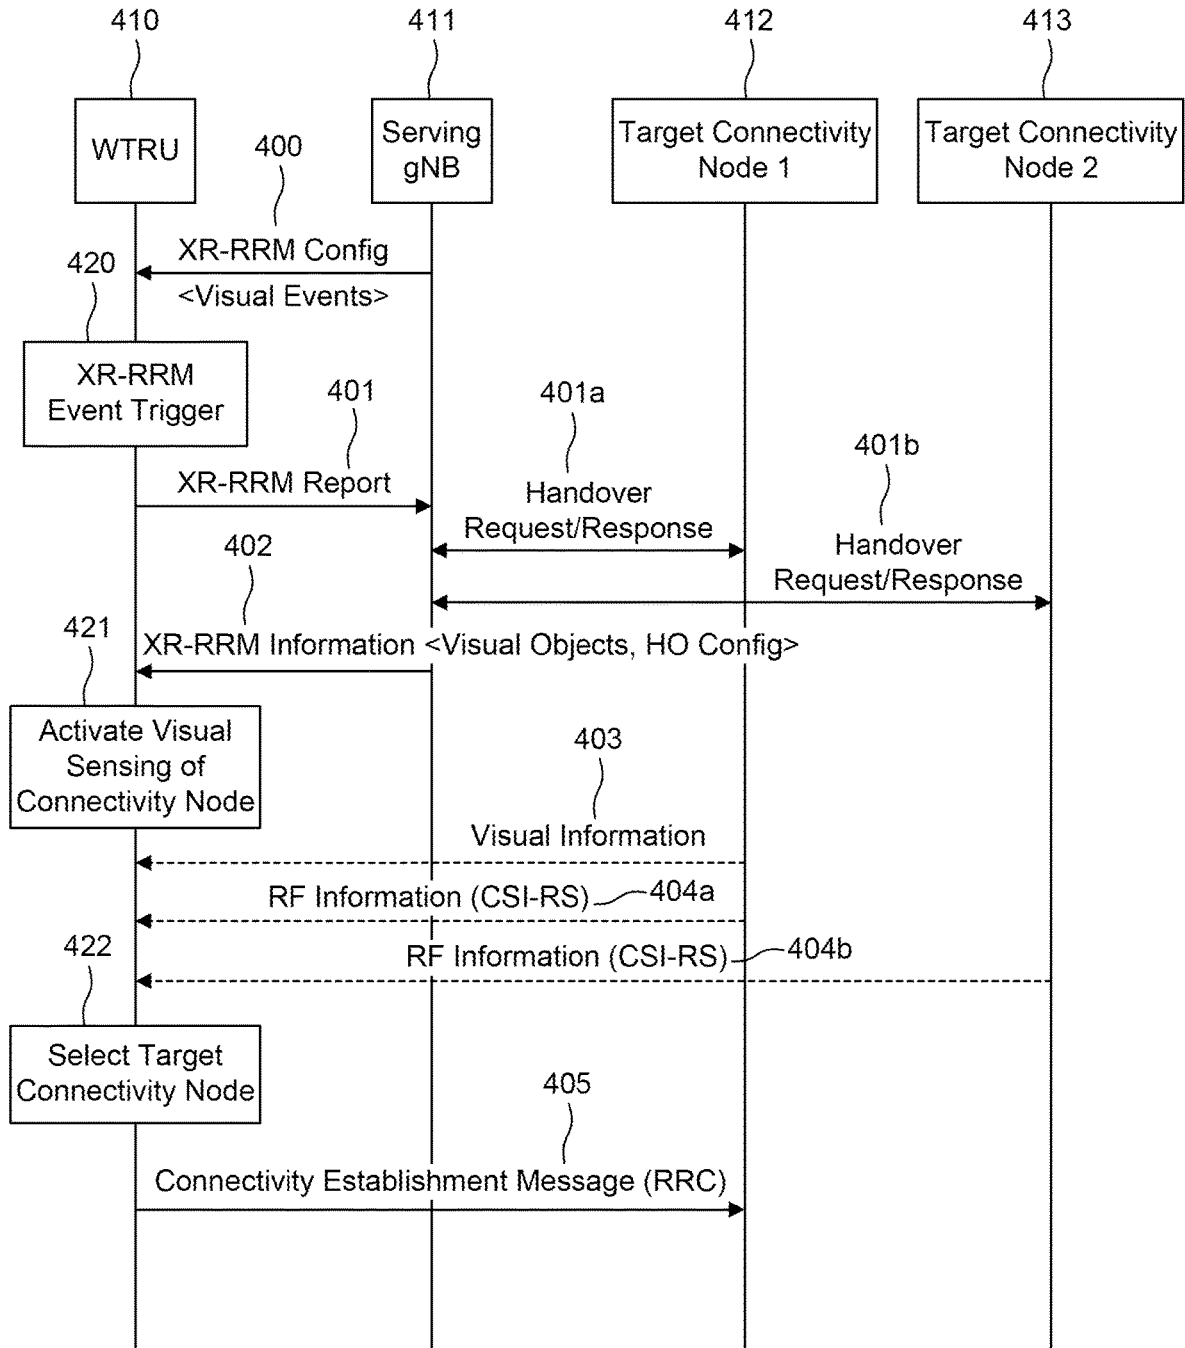 410
411
412
413
WTRU
Serving
gNB
Target Connectivity
Node 1
Target Connectivity
Node 2
400
XR-RRM Config
<Visual Events>
420
XR-RRM
Event Trigger
401
XR-RRM Report
401a
Handover
Request/Response
401b
Handover
Request/Response
402
XR-RRM Information <Visual Objects, HO Config>
421
Activate Visual
Sensing of
Connectivity Node
403
Visual Information
RF Information (CSI-RS)
404a
RF Information (CSI-RS)
404b
422
Select Target
Connectivity Node
405
Connectivity Establishment Message (RRC)